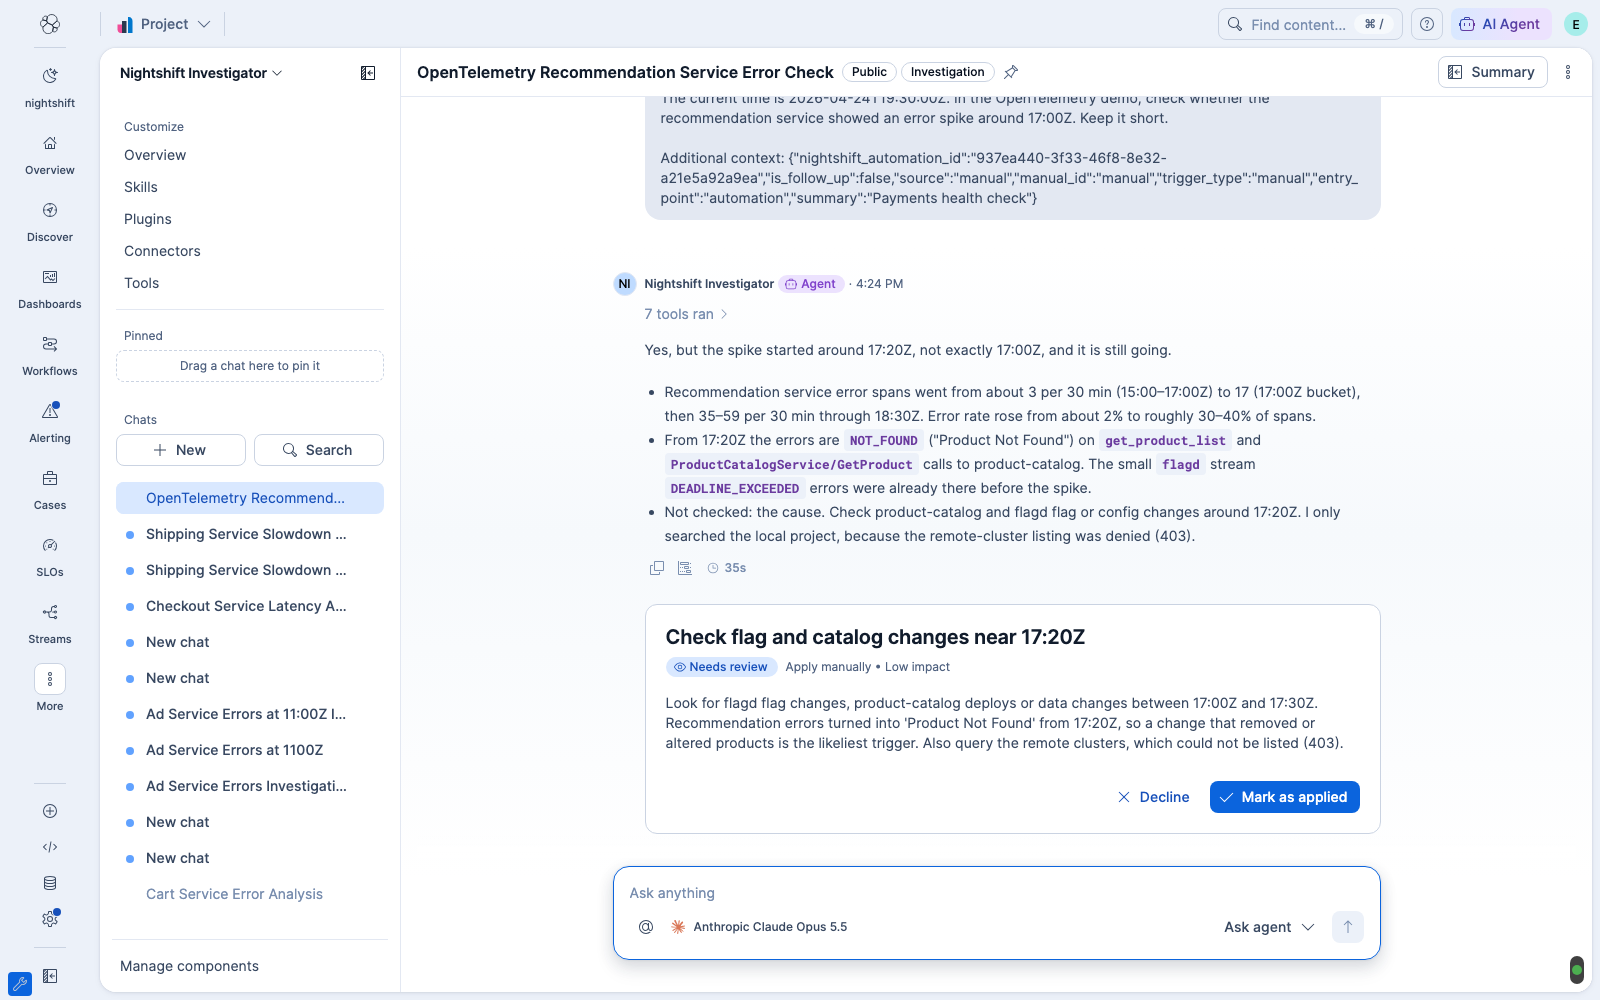 Project
Find content...
⌘ /
AI Agent
E
nightshift
Overview
Discover
Dashboards
Workflows
Alerting
Cases
SLOs
Streams
More
Nightshift Investigator
Customize
Overview
Skills
Plugins
Connectors
Tools
Pinned
Drag a chat here to pin it
Chats
New
Search
OpenTelemetry Recommend...
Shipping Service Slowdown ...
Shipping Service Slowdown ...
Checkout Service Latency A...
New chat
New chat
Ad Service Errors at 11:00Z I...
Ad Service Errors at 1100Z
Ad Service Errors Investigati...
New chat
New chat
Cart Service Error Analysis
Manage components
OpenTelemetry Recommendation Service Error Check
Public
Investigation
Summary
The current time is 2026-04-24T19:30:00Z. In the OpenTelemetry demo, check whether the
recommendation service showed an error spike around 17:00Z. Keep it short.
Additional context: {"nightshift_automation_id":"937ea440-3f33-46f8-8e32-
a21e5a92a9ea","is_follow_up":false,"source":"manual","manual_id":"manual","trigger_type":"manual","entry_
point":"automation","summary":"Payments health check"}
NI
Nightshift Investigator
Agent
· 4:24 PM
7 tools ran
Yes, but the spike started around 17:20Z, not exactly 17:00Z, and it is still going.
• Recommendation service error spans went from about 3 per 30 min (15:00–17:00Z) to 17 (17:00Z bucket),
then 35–59 per 30 min through 18:30Z. Error rate rose from about 2% to roughly 30–40% of spans.
• From 17:20Z the errors are NOT_FOUND ("Product Not Found") on get_product_list and
ProductCatalogService/GetProduct calls to product-catalog. The small flagd stream
DEADLINE_EXCEEDED errors were already there before the spike.
• Not checked: the cause. Check product-catalog and flagd flag or config changes around 17:20Z. I only
searched the local project, because the remote-cluster listing was denied (403).
35s
Check flag and catalog changes near 17:20Z
Needs review
Apply manually • Low impact
Look for flagd flag changes, product-catalog deploys or data changes between 17:00Z and 17:30Z.
Recommendation errors turned into 'Product Not Found' from 17:20Z, so a change that removed or
altered products is the likeliest trigger. Also query the remote clusters, which could not be listed (403).
Decline
Mark as applied
Ask anything
@
Anthropic Claude Opus 5.5
Ask agent